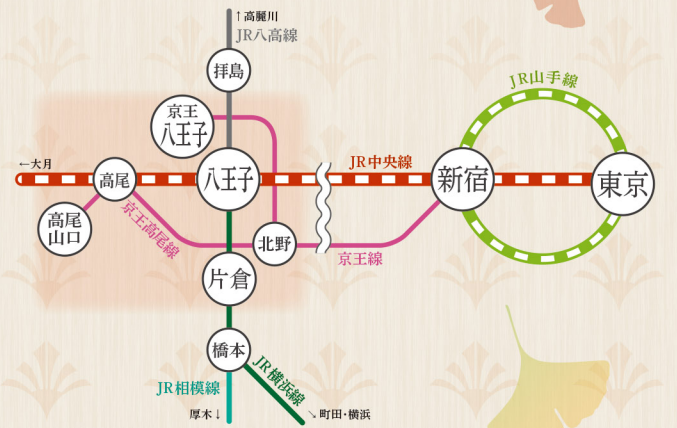 ↑高麗川
JR八高線
拝島
京王
八王子
JR山手線
←大月
高尾
八王子
JR中央線
新宿
東京
高尾
山口
京王高尾線
北野
京王線
片倉
橋本
JR相模線
JR横浜線
厚木↓
↘町田・横浜